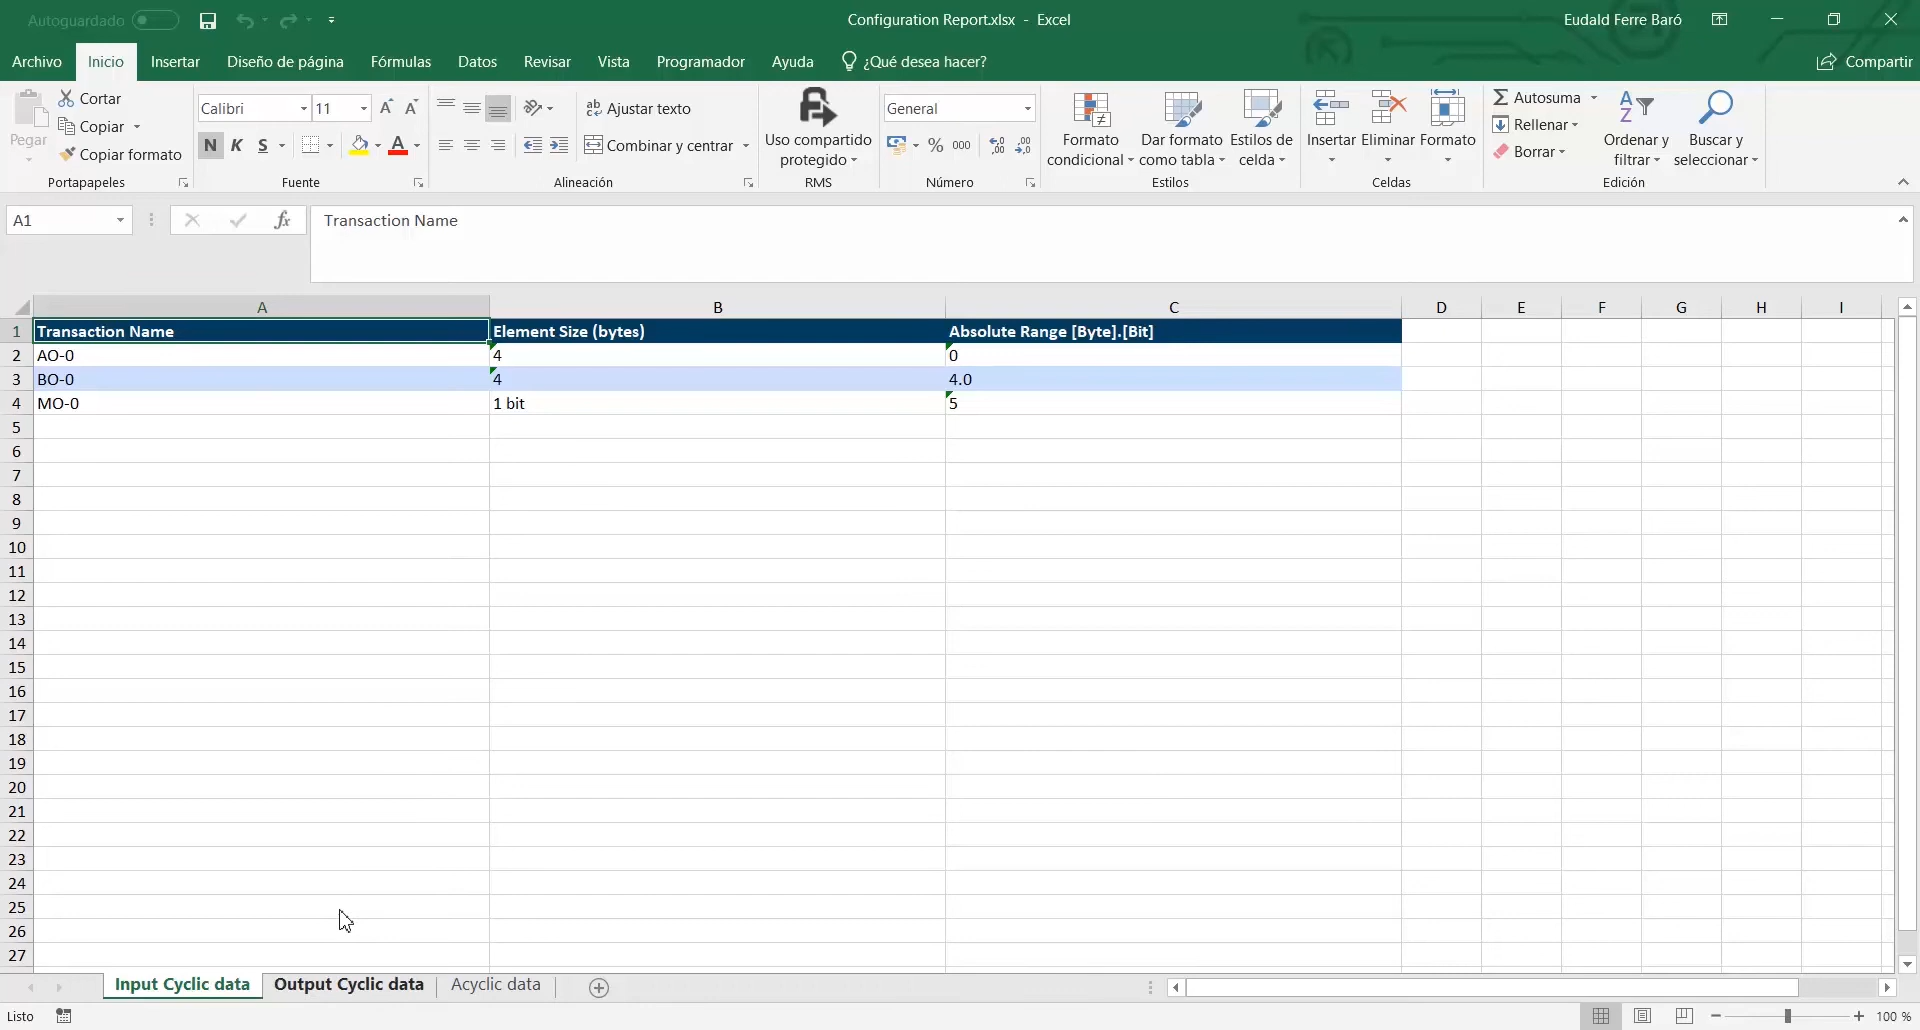 Autoguardado
Configuration Report.xlsx - Excel
Eudald Ferre Baró
Archivo Inicio Insertar Diseño de página Fórmulas Datos Revisar Vista Programador Ayuda ¿Qué desea hacer? Compartir
Pegar
Cortar
Copiar
Copiar formato
Portapapeles
Calibri 11
N K S
Fuente
Ajustar texto
Combinar y centrar
Alineación
Uso compartido
protegido
RMS
General
% 000
Número
Formato
condicional
Dar formato
como tabla
Estilos de
celda
Estilos
Insertar Eliminar Formato
Celdas
Autosuma
Rellenar
Borrar
Ordenar y
filtrar
Buscar y
seleccionar
Edición
A1 fx Transaction Name
A B C D E F G H I
1 Transaction Name Element Size (bytes) Absolute Range [Byte].[Bit]
2 AO-0 4 0
3 BO-0 4 4.0
4 MO-0 1 bit 5
5
6
7
8
9
10
11
12
13
14
15
16
17
18
19
20
21
22
23
24
25
26
27
Input Cyclic data Output Cyclic data Acyclic data
Listo
100 %